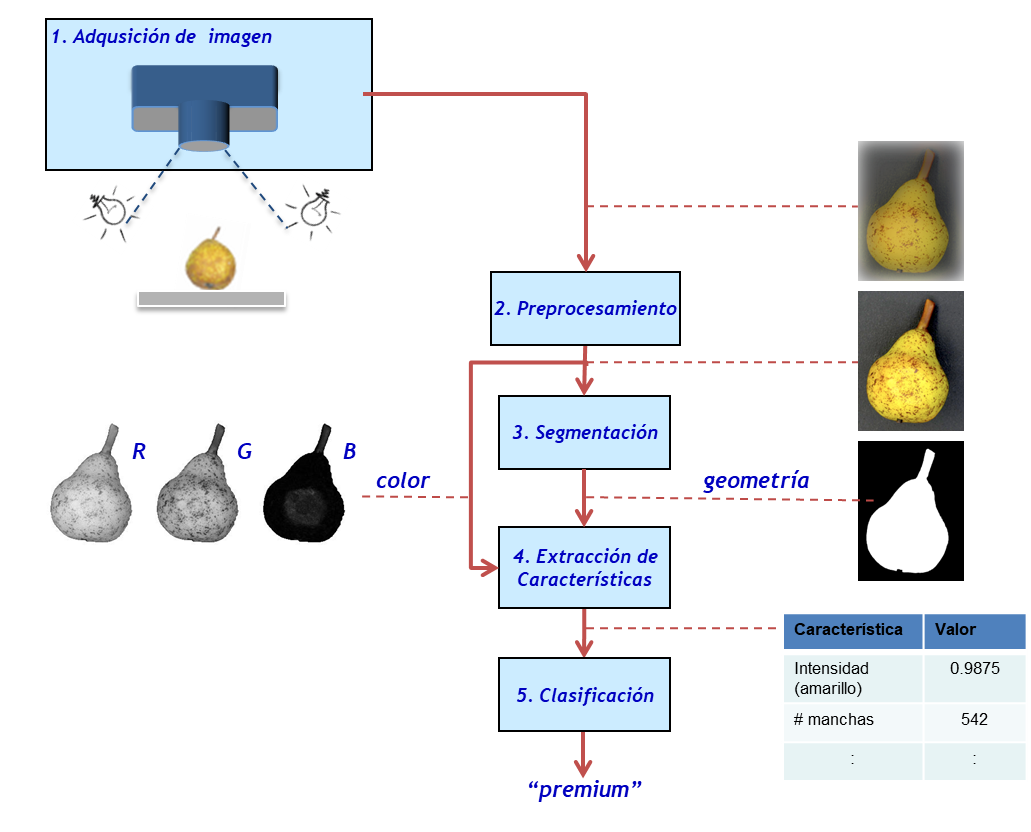 1. Adqusición de imagen
2. Preprocesamiento
3. Segmentación
R
G
B
color
geometría
4. Extracción de
Características
Característica Valor
Intensidad 0.9875
(amarillo)
# manchas 542
: :
5. Clasificación
“premium”